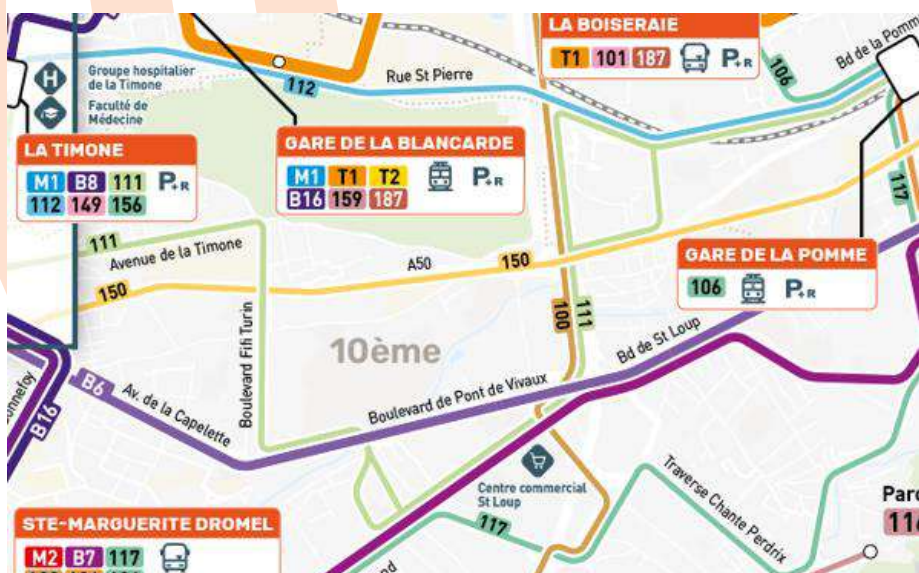 LA BOISERAIE
T1 101 187 P+R
106
Bd de la Pomme
H
Groupe hospitalier
de la Timone
Faculté de
Médecine
112
Rue St Pierre
LA TIMONE
M1 B8 111 P+R
112 149 156
GARE DE LA BLANCARDE
M1 T1 T2 P+R
B16 159 187
117
111
Avenue de la Timone
A50
150
GARE DE LA POMME
106 P+R
150
100
111
Boulevard Fifi Turin
10ème
Bd de St Loup
B6
Av. de la Capelette
Boulevard de Pont de Vivaux
B16
Centre commercial
St Loup
117
Traverse Chante Perdrix
STE-MARGUERITE DROMEL
M2 B7 117